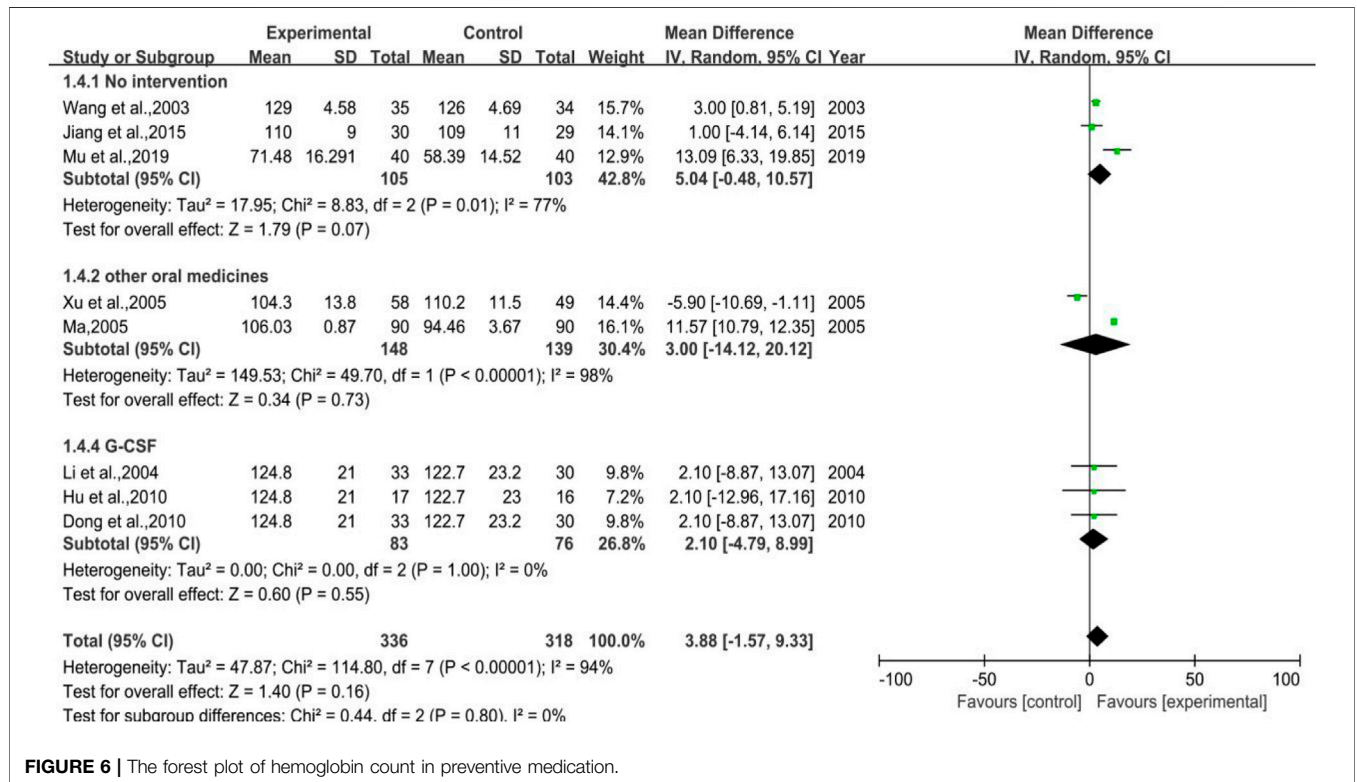 Experimental Control Mean Difference Mean Difference
Study or Subgroup Mean SD Total Mean SD Total Weight IV, Random, 95% CI Year IV, Random, 95% CI
1.4.1 No intervention
Wang et al.,2003 129 4.58 35 126 4.69 34 15.7% 3.00 [0.81, 5.19] 2003
Jiang et al.,2015 110 9 30 109 11 29 14.1% 1.00 [-4.14, 6.14] 2015
Mu et al.,2019 71.48 16.291 40 58.39 14.52 40 12.9% 13.09 [6.33, 19.85] 2019
Subtotal (95% CI) 105 103 42.8% 5.04 [-0.48, 10.57]
Heterogeneity: Tau² = 17.95; Chi² = 8.83, df = 2 (P = 0.01); I² = 77%
Test for overall effect: Z = 1.79 (P = 0.07)
1.4.2 other oral medicines
Xu et al.,2005 104.3 13.8 58 110.2 11.5 49 14.4% -5.90 [-10.69, -1.11] 2005
Ma,2005 106.03 0.87 90 94.46 3.67 90 16.1% 11.57 [10.79, 12.35] 2005
Subtotal (95% CI) 148 139 30.4% 3.00 [-14.12, 20.12]
Heterogeneity: Tau² = 149.53; Chi² = 49.70, df = 1 (P < 0.00001); I² = 98%
Test for overall effect: Z = 0.34 (P = 0.73)
1.4.4 G-CSF
Li et al.,2004 124.8 21 33 122.7 23.2 30 9.8% 2.10 [-8.87, 13.07] 2004
Hu et al.,2010 124.8 21 17 122.7 23 16 7.2% 2.10 [-12.96, 17.16] 2010
Dong et al.,2010 124.8 21 33 122.7 23.2 30 9.8% 2.10 [-8.87, 13.07] 2010
Subtotal (95% CI) 83 76 26.8% 2.10 [-4.79, 8.99]
Heterogeneity: Tau² = 0.00; Chi² = 0.00, df = 2 (P = 1.00); I² = 0%
Test for overall effect: Z = 0.60 (P = 0.55)
Total (95% CI) 336 318 100.0% 3.88 [-1.57, 9.33]
Heterogeneity: Tau² = 47.87; Chi² = 114.80, df = 7 (P < 0.00001); I² = 94%
Test for overall effect: Z = 1.40 (P = 0.16)
Test for subgroup differences: Chi² = 0.44, df = 2 (P = 0.80), I² = 0%
-100 -50 0 50 100
Favours [control] Favours [experimental]
FIGURE 6 | The forest plot of hemoglobin count in preventive medication.